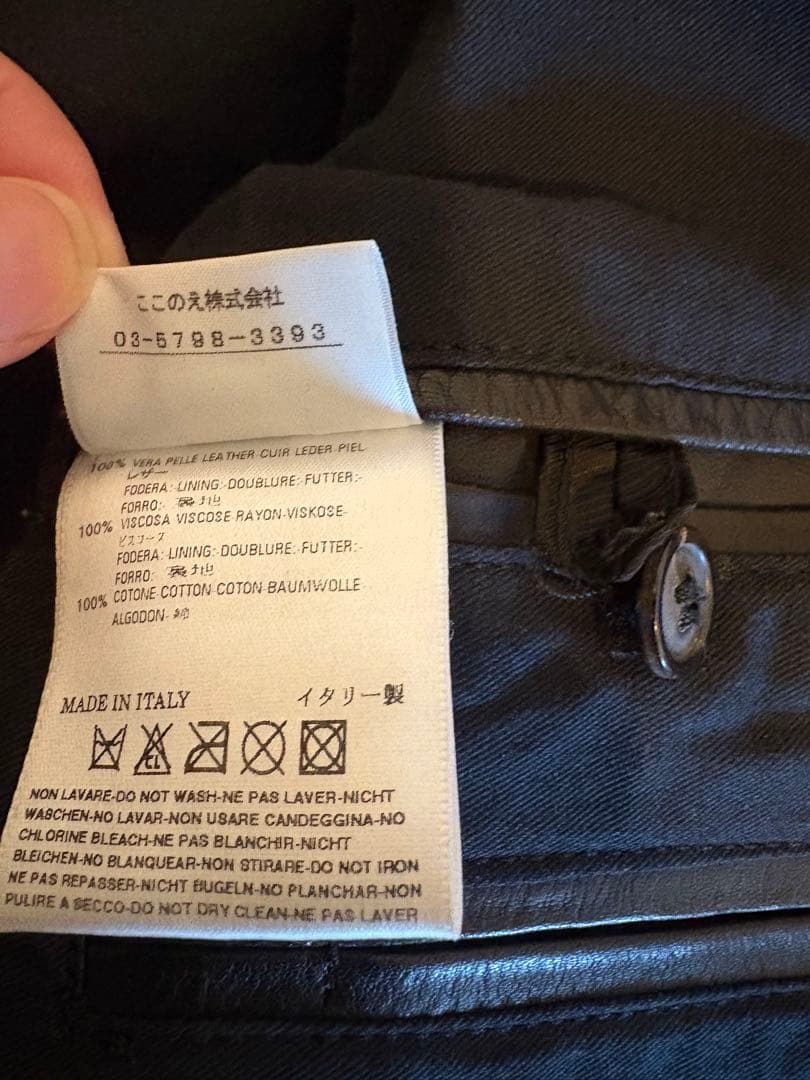 ここのえ株式会社
03-5798-3393
100% VERA PELLE LEATHER CUIR LEDER-PIEL
レザー
FODERA:-LINING:-DOUBLURE:-FUTTER:-
FORRO:- 裏地
100% VISCOSA VISCOSE-RAYON-VISKOSE-
ビスコース
FODERA:-LINING:-DOUBLURE:-FUTTER:-
FORRO:- 裏地
100% COTONE-COTTON-COTON-BAUMWOLLE-
ALGODON-綿
MADE IN ITALY イタリー製
CL
NON LAVARE-DO NOT WASH-NE PAS LAVER-NICHT
WASCHEN-NO LAVAR-NON USARE CANDEGGINA-NO
CHLORINE BLEACH-NE PAS BLANCHIR-NICHT
BLEICHEN-NO BLANQUEAR-NON STIRARE-DO NOT IRON
NE PAS REPASSER-NICHT BUGELN-NO PLANCHAR-NON
PULIRE A SECCO-DO NOT DRY CLEAN-NE PAS LAVER